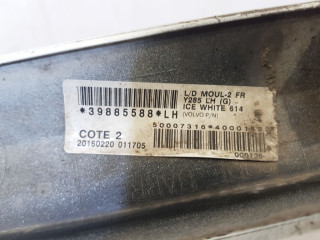 L/D MOUL-2 FR
Y285 LH (G)
ICE WHITE 614
*39885588*LH
(VOLVO P/N)
COTE 2
20150220 011705